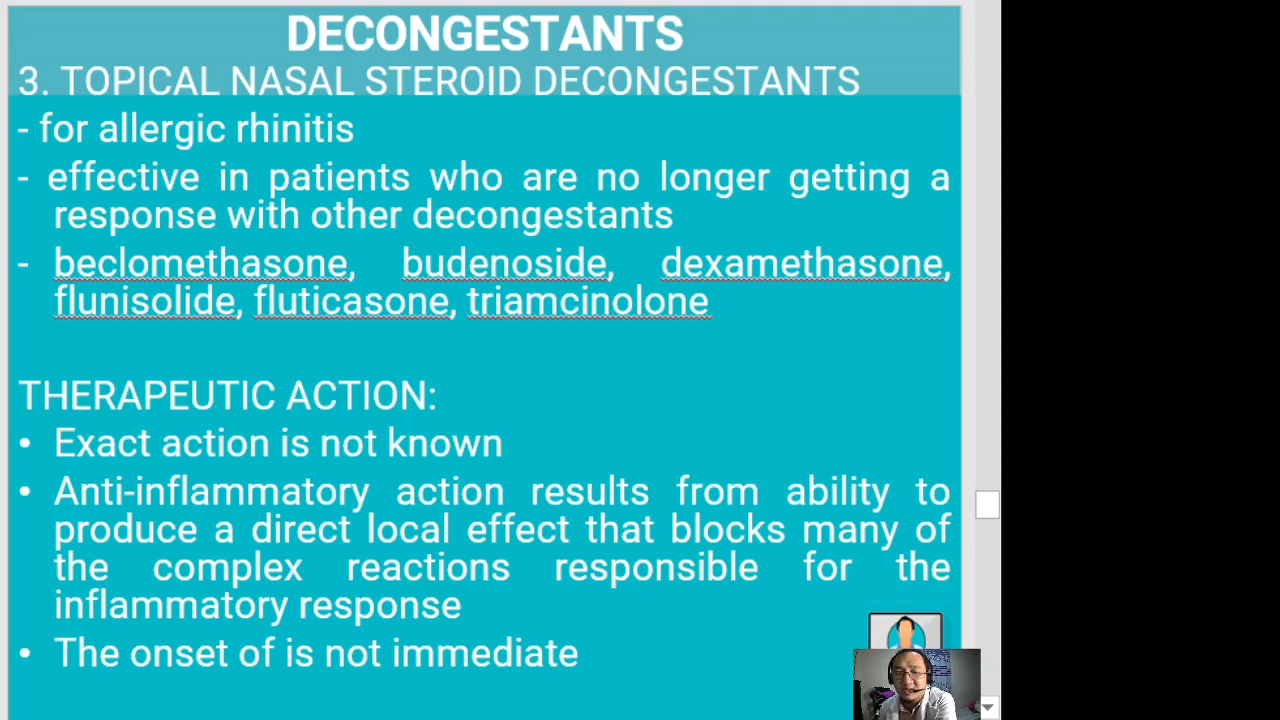 DECONGESTANTS
3. TOPICAL NASAL STEROID DECONGESTANTS
- for allergic rhinitis
- effective in patients who are no longer getting a
response with other decongestants
- beclomethasone, budenoside, dexamethasone,
flunisolide, fluticasone, triamcinolone
THERAPEUTIC ACTION:
• Exact action is not known
• Anti-inflammatory action results from ability to
produce a direct local effect that blocks many of
the complex reactions responsible for the
inflammatory response
• The onset of is not immediate